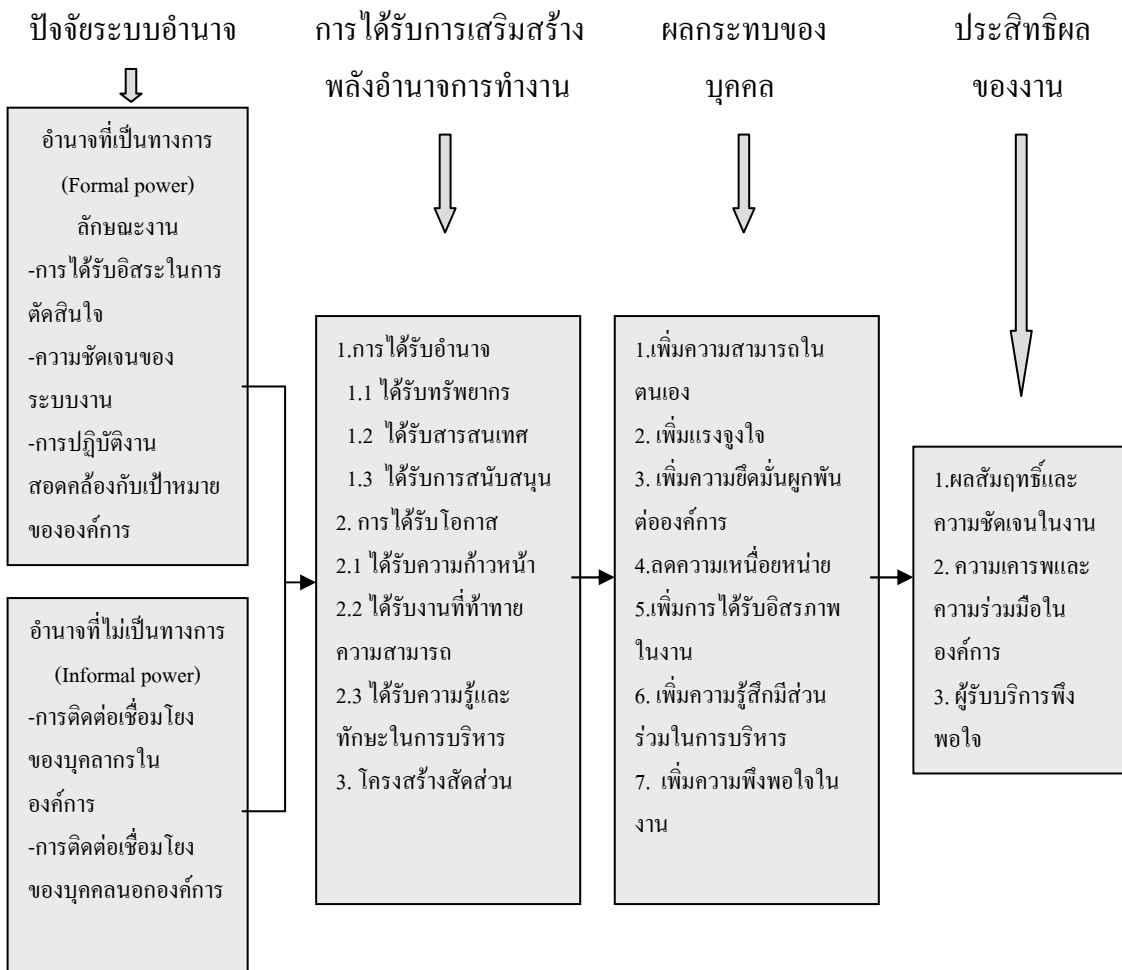 ปัจจัยระบบอำนาจ
อำนาจที่เป็นทางการ
(Formal power)
ลักษณะงาน
-การได้รับอิสระในการ
ตัดสินใจ
-ความชัดเจนของ
ระบบงาน
-การปฏิบัติงาน
สอดคล้องกับเป้าหมาย
ขององค์การ
อำนาจที่ไม่เป็นทางการ
(Informal power)
-การติดต่อเชื่อมโยง
ของบุคลากรใน
องค์การ
-การติดต่อเชื่อมโยง
ของบุคคลนอกองค์การ
การได้รับการเสริมสร้าง
พลังอำนาจการทำงาน
1.การได้รับอำนาจ
1.1 ได้รับทรัพยากร
1.2 ได้รับสารสนเทศ
1.3 ได้รับการสนับสนุน
2. การได้รับโอกาส
2.1 ได้รับความก้าวหน้า
2.2 ได้รับงานที่ท้าทาย
ความสามารถ
2.3 ได้รับความรู้และ
ทักษะในการบริหาร
3. โครงสร้างสัดส่วน
ผลกระทบของ
บุคคล
1.เพิ่มความสามารถใน
ตนเอง
2. เพิ่มแรงจูงใจ
3. เพิ่มความยึดมั่นผูกพัน
ต่อองค์การ
4.ลดความเหนื่อยหน่าย
5.เพิ่มการได้รับอิสรภาพ
ในงาน
6. เพิ่มความรู้สึกมีส่วน
ร่วมในการบริหาร
7. เพิ่มความพึงพอใจใน
งาน
ประสิทธิผล
ของงาน
1.ผลสัมฤทธิ์และ
ความชัดเจนในงาน
2. ความเคารพและ
ความร่วมมือใน
องค์การ
3. ผู้รับบริการพึง
พอใจ